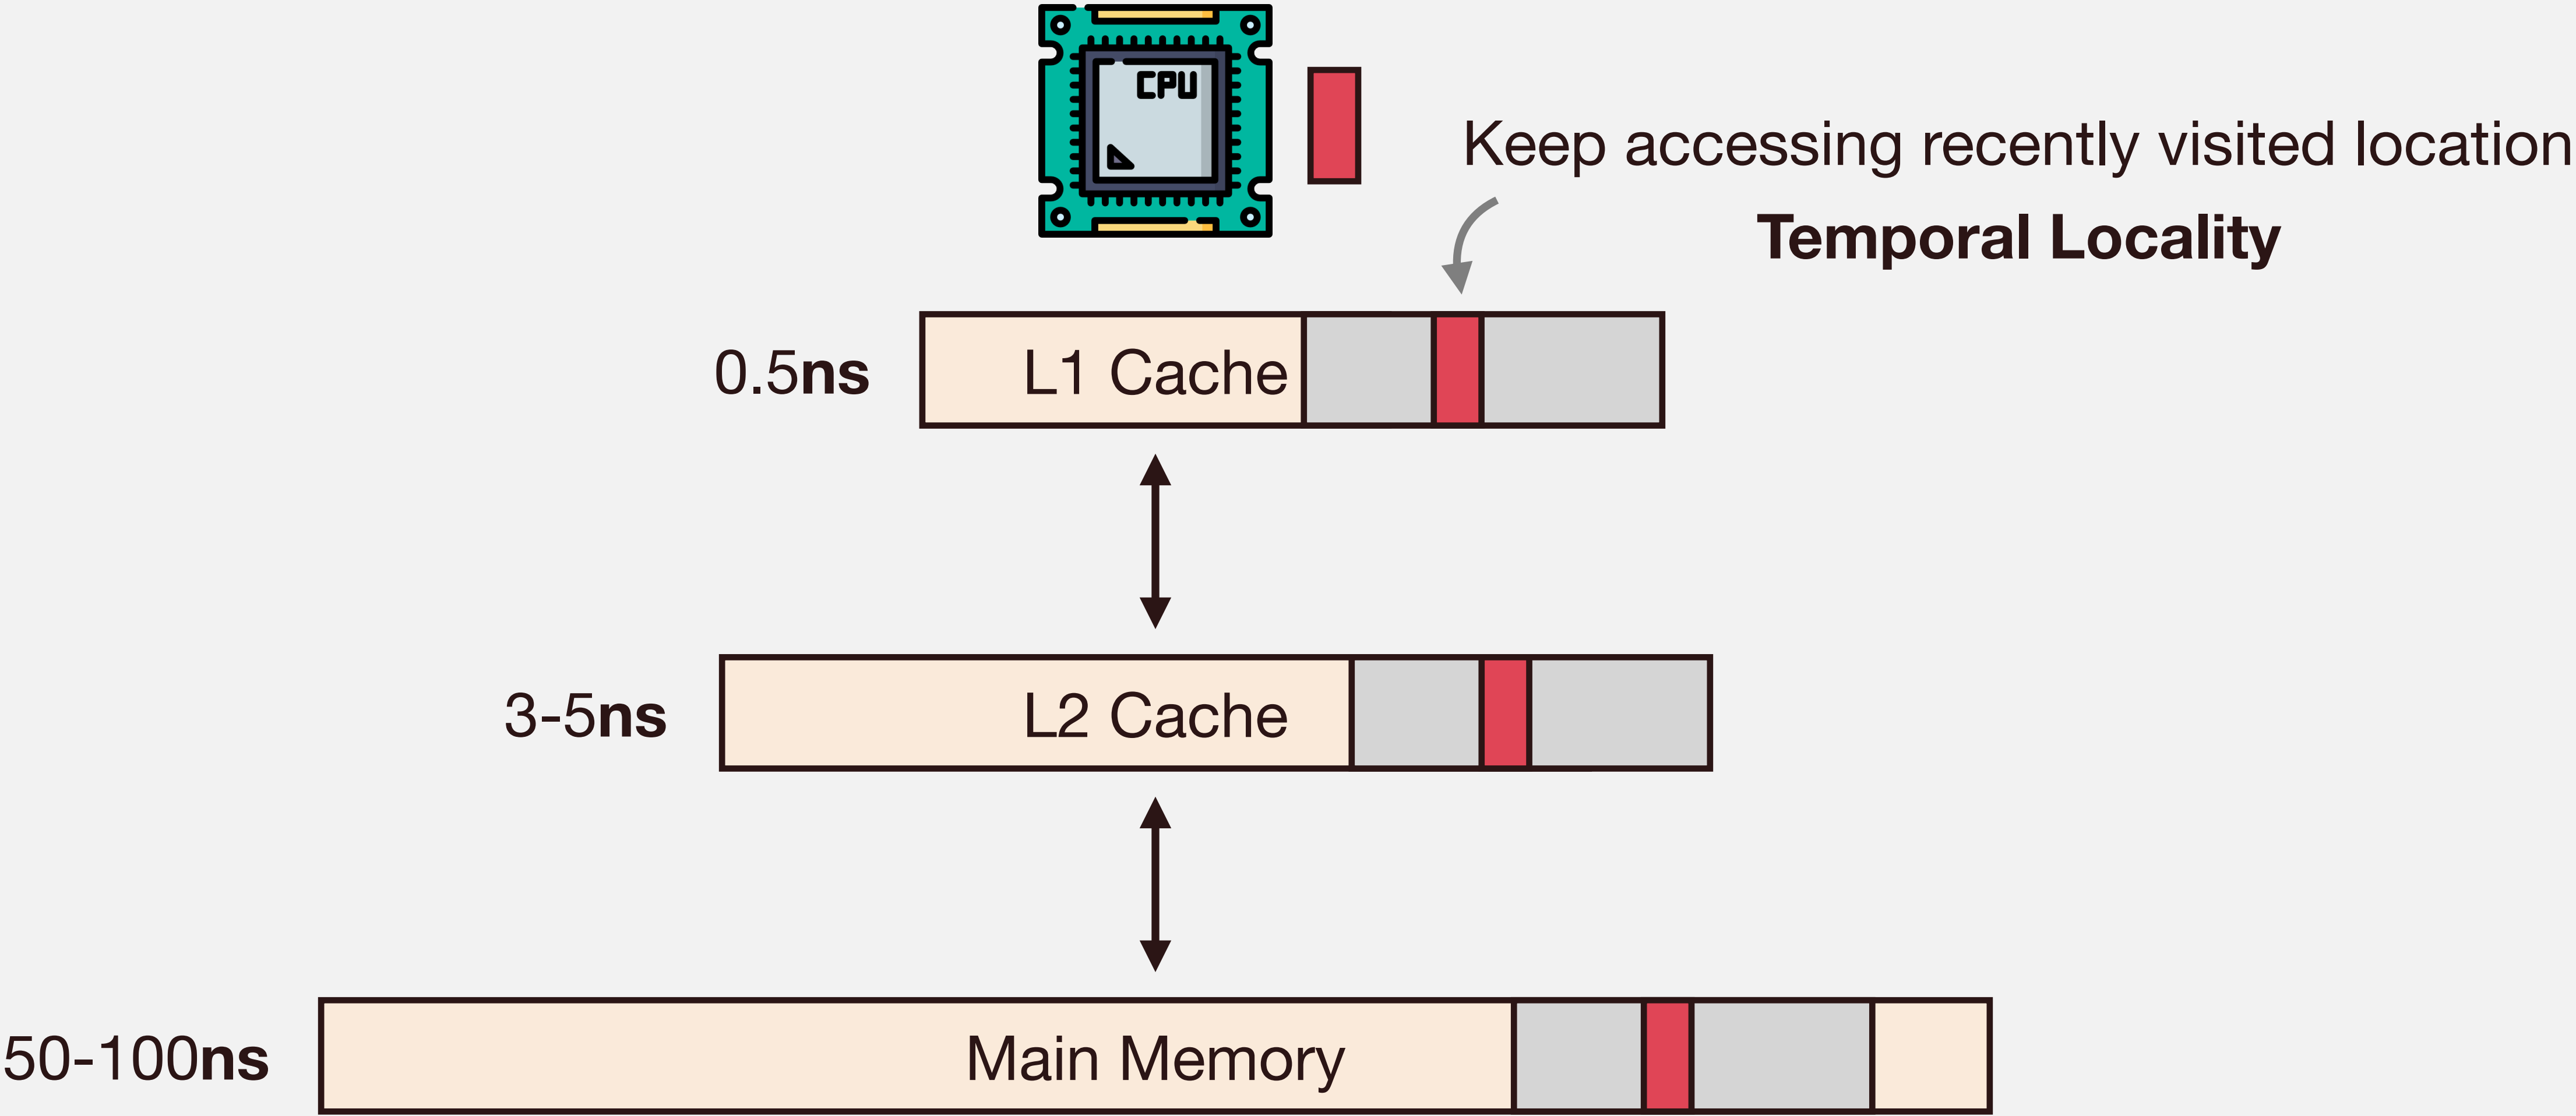 CPU
Keep accessing recently visited location
Temporal Locality
0.5ns
L1 Cache
3-5ns
L2 Cache
50-100ns
Main Memory